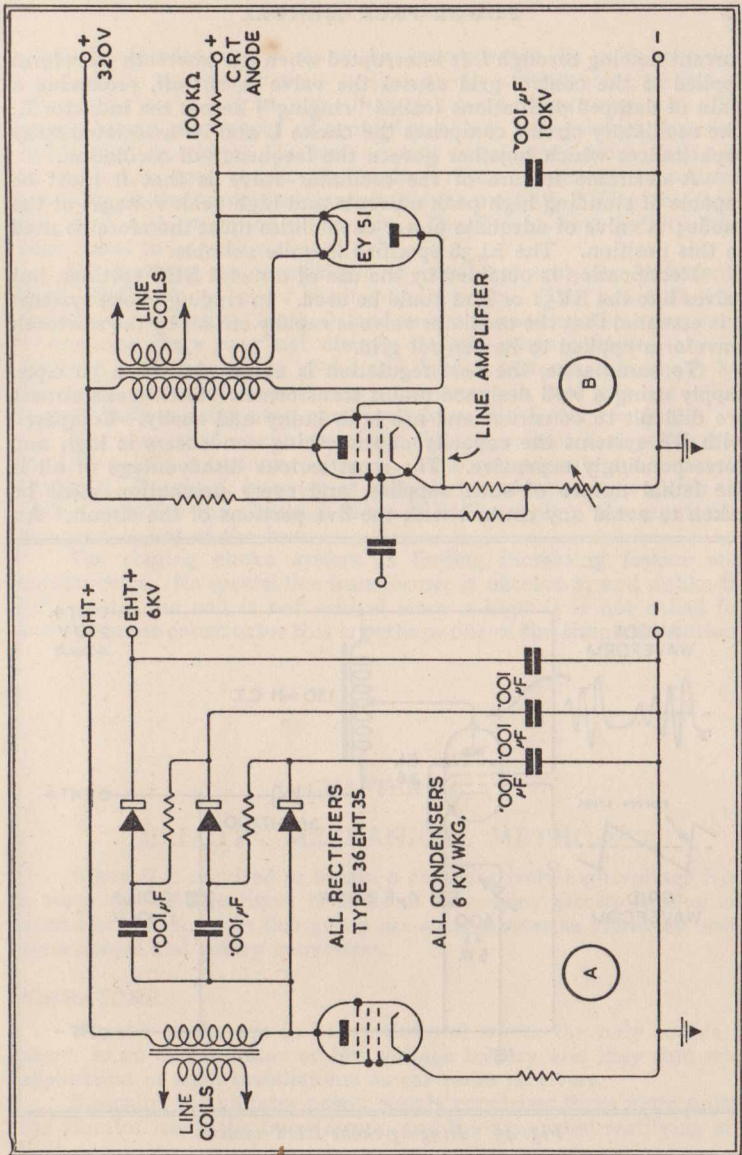 LINE
COILS
HT+
EHT+
6KV
·001µF
·001µF
ALL RECTIFIERS
TYPE 36EHT35
ALL CONDENSERS
6 KV WKG,
·001
µF
·001
µF
·001
µF
−
A
LINE
COILS
+
320V
100KΩ
+
CRT
ANODE
EY 51
LINE AMPLIFIER
·001µF
10KV
−
B